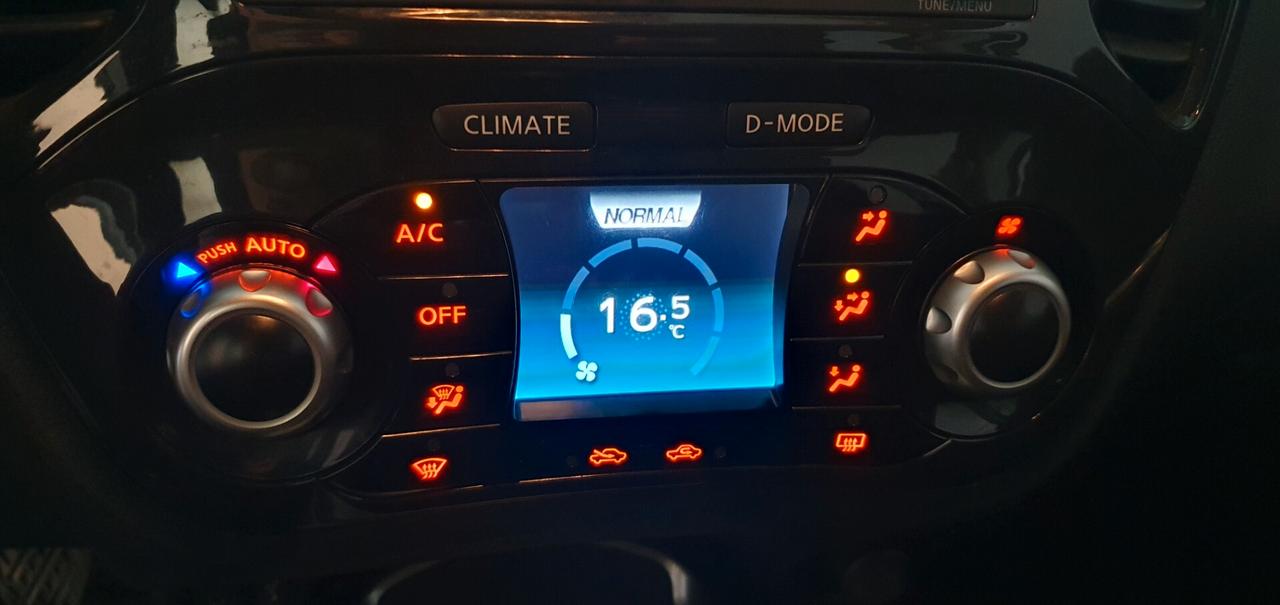 TUNE/MENU
CLIMATE
D-MODE
NORMAL
PUSH AUTO
A/C
OFF
16.5
°C